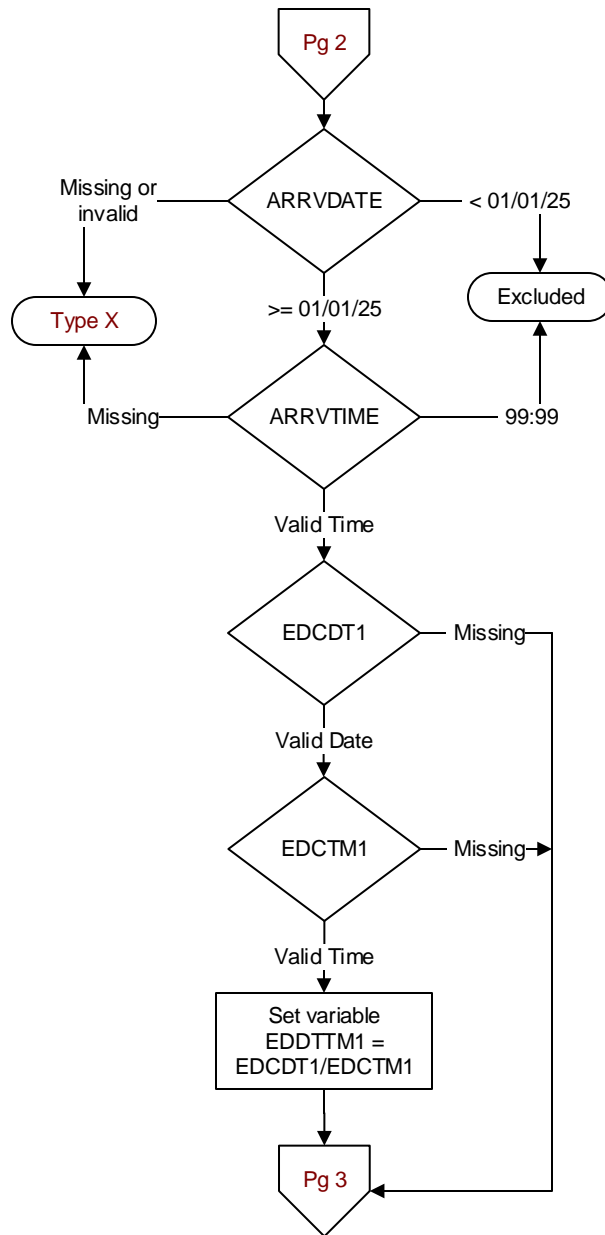 Pg 2
Missing or
invalid
ARRVDATE
< 01/01/25
Type X
>= 01/01/25
Excluded
Missing
ARRVTIME
99:99
Valid Time
EDCDT1
Missing
Valid Date
EDCTM1
Missing
Valid Time
Set variable
EDDTTM1 =
EDCDT1/EDCTM1
Pg 3